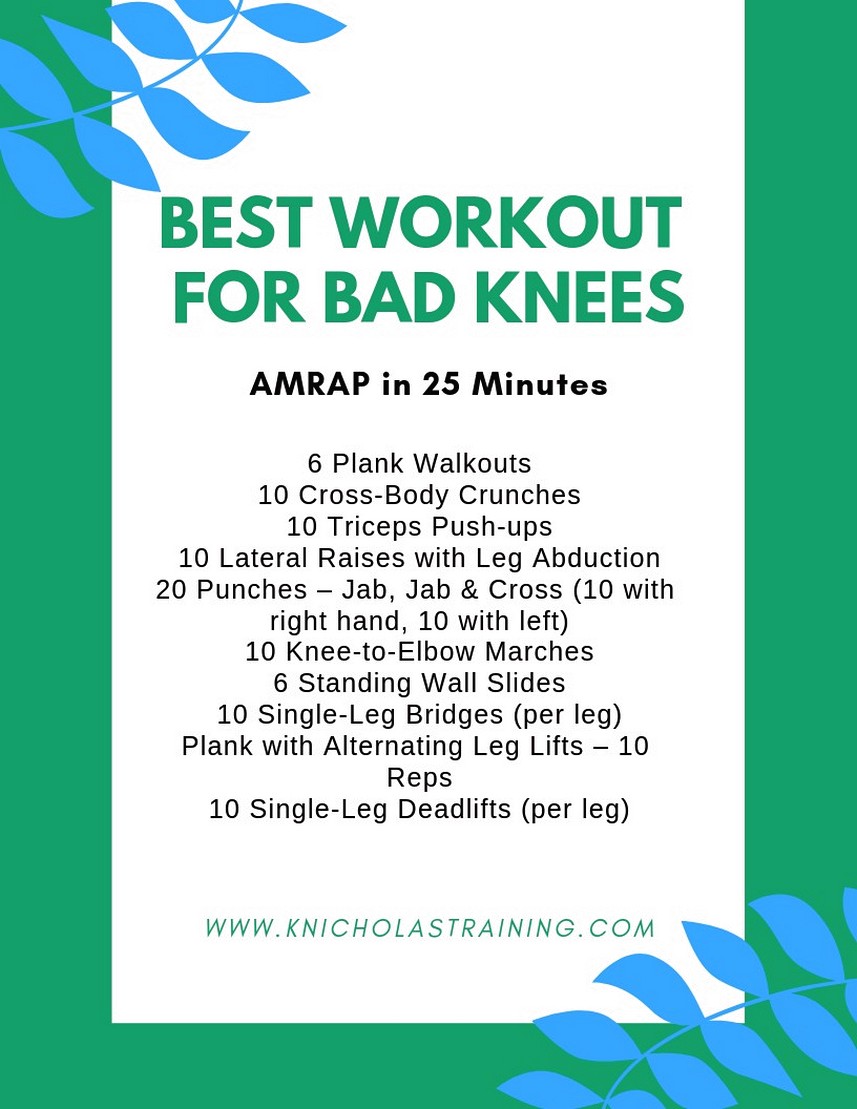 BEST WORKOUT
FOR BAD KNEES
AMRAP in 25 Minutes
6 Plank Walkouts
10 Cross-Body Crunches
10 Triceps Push-ups
10 Lateral Raises with Leg Abduction
20 Punches – Jab, Jab & Cross (10 with
right hand, 10 with left)
10 Knee-to-Elbow Marches
6 Standing Wall Slides
10 Single-Leg Bridges (per leg)
Plank with Alternating Leg Lifts – 10
Reps
10 Single-Leg Deadlifts (per leg)
WWW.KNICHOLASTRAINING.COM